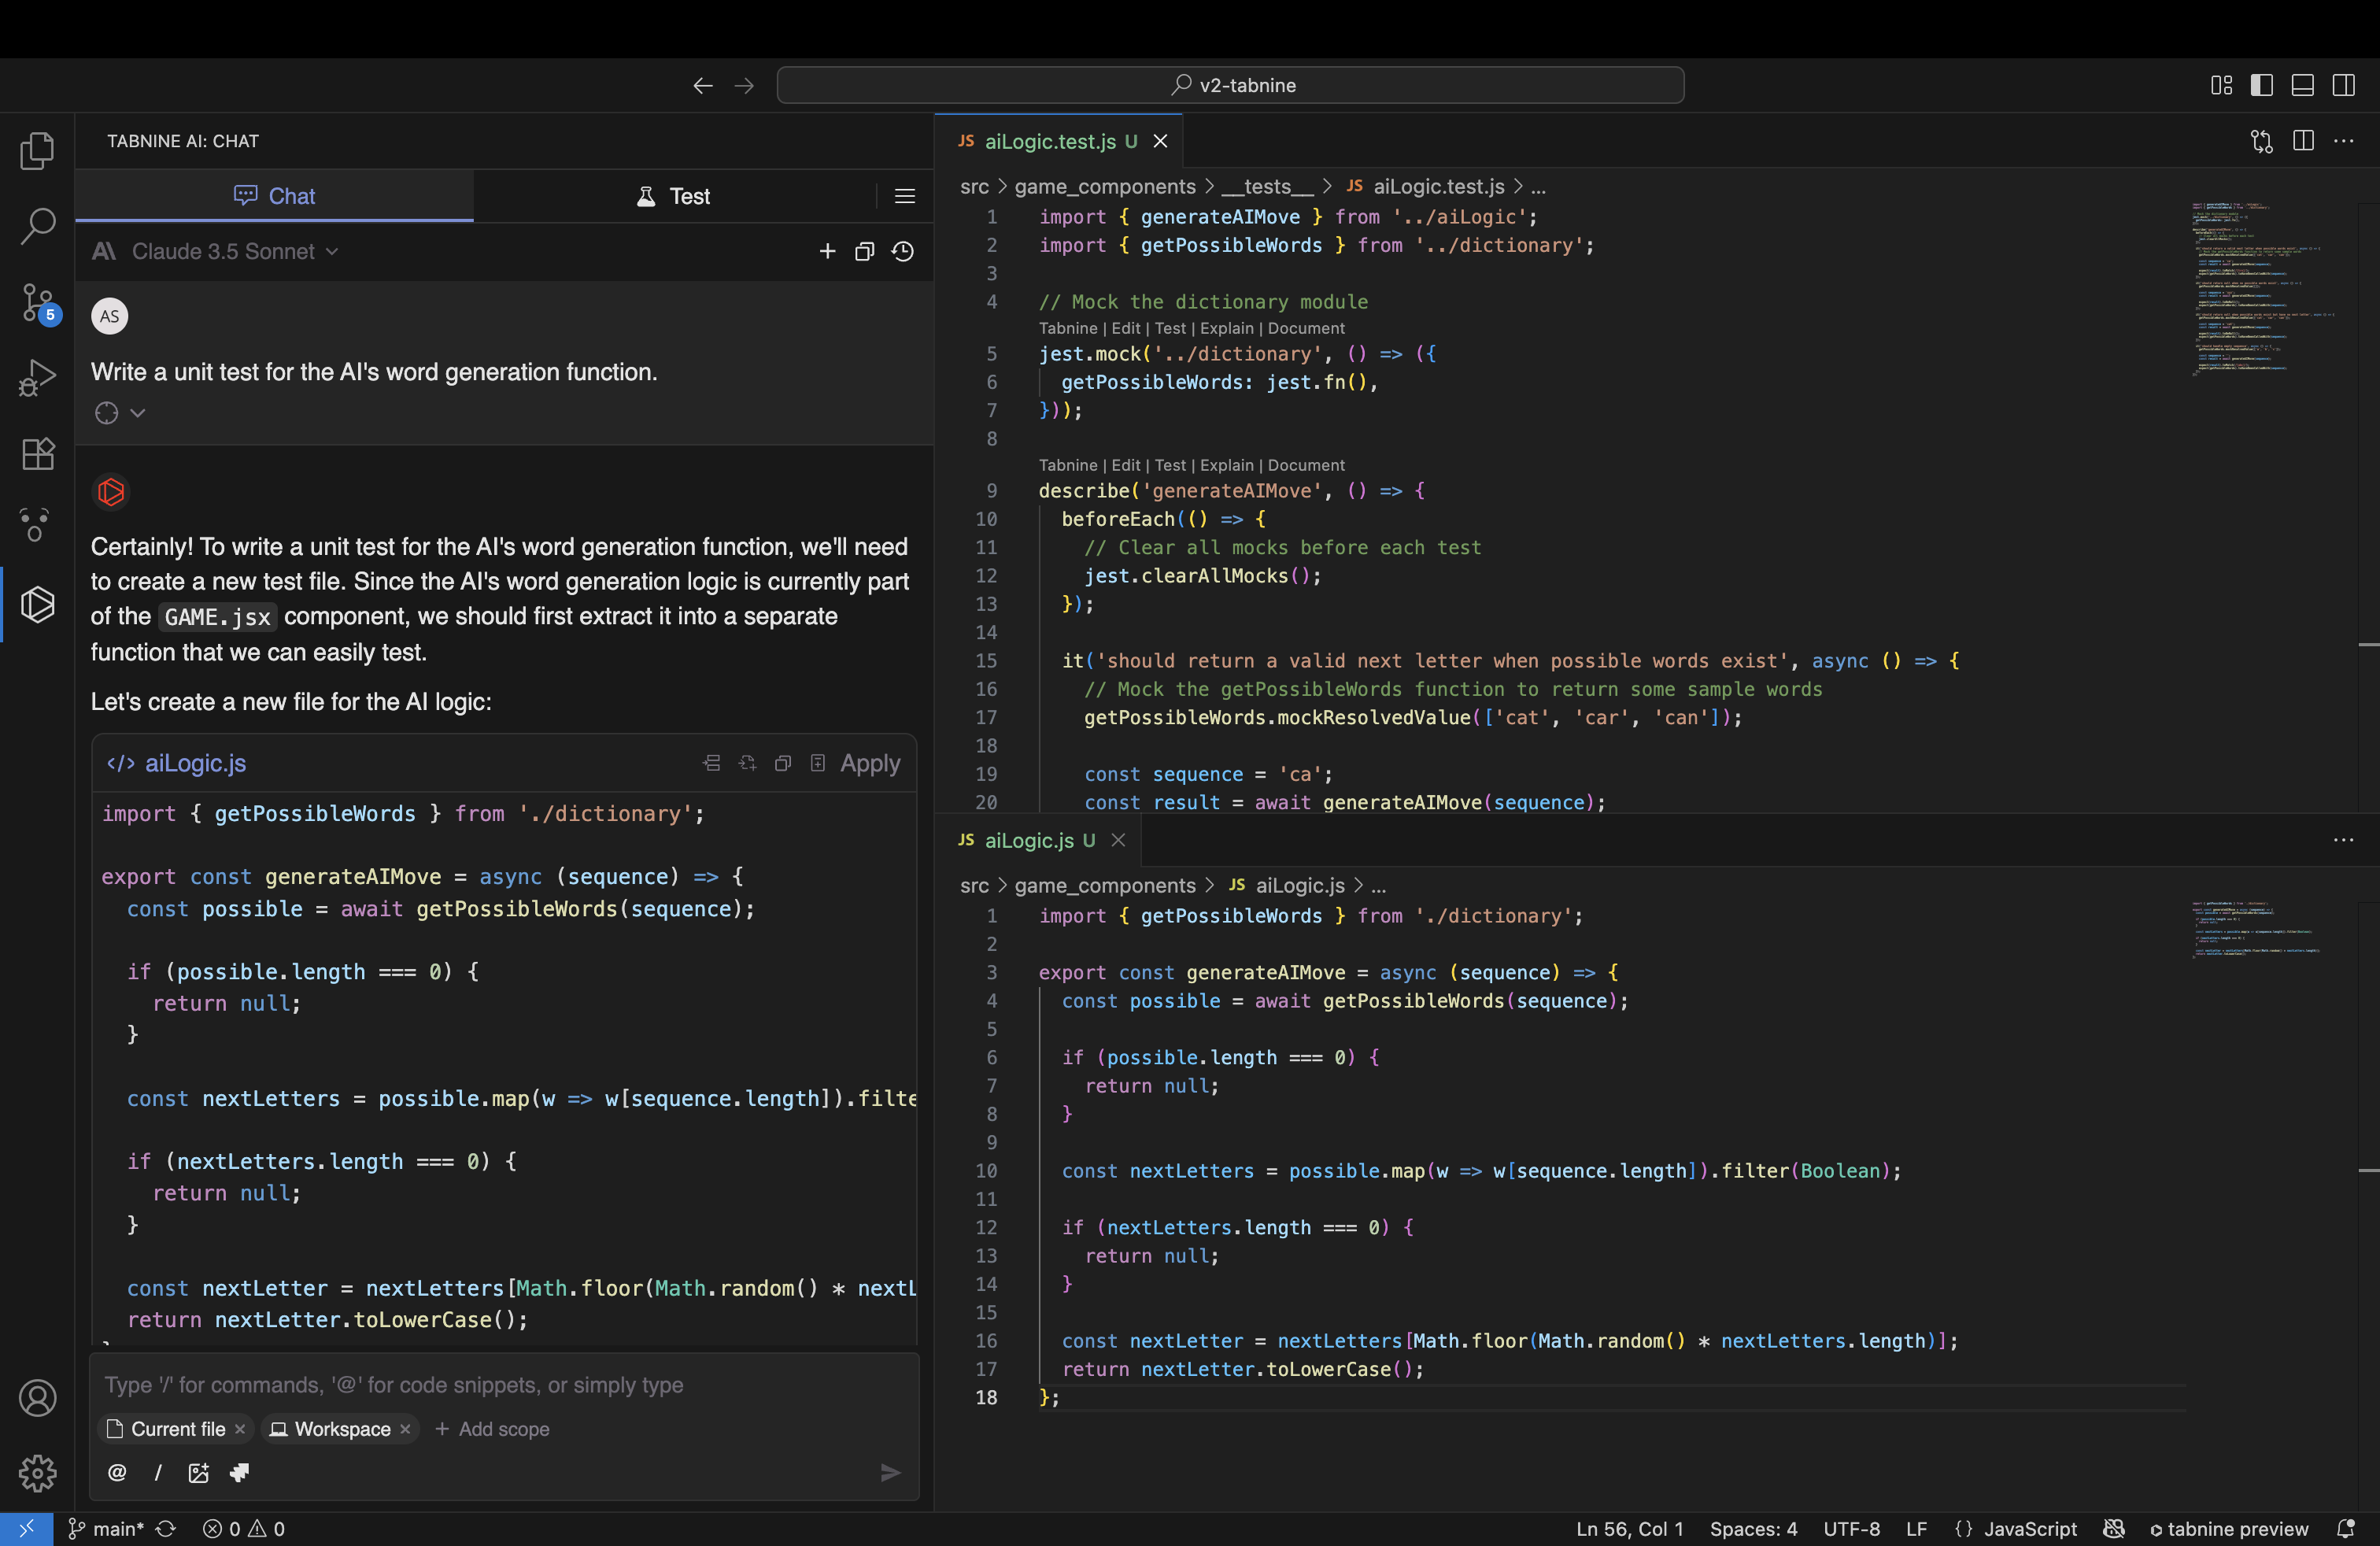 v2-tabnine
TABNINE AI: CHAT
Chat
Test
Claude 3.5 Sonnet
5
AS
Write a unit test for the AI's word generation function.
Certainly! To write a unit test for the AI's word generation function, we'll need
to create a new test file. Since the AI's word generation logic is currently part
of the GAME.jsx component, we should first extract it into a separate
function that we can easily test.
Let's create a new file for the AI logic:
</> aiLogic.js
Apply
import { getPossibleWords } from './dictionary';
export const generateAIMove = async (sequence) => {
const possible = await getPossibleWords(sequence);
if (possible.length === 0) {
return null;
}
const nextLetters = possible.map(w => w[sequence.length]).filte
if (nextLetters.length === 0) {
return null;
}
const nextLetter = nextLetters[Math.floor(Math.random() * nextL
return nextLetter.toLowerCase();
Type '/' for commands, '@' for code snippets, or simply type
Current file × Workspace × + Add scope
@ /
JS aiLogic.test.js U ×
src > game_components > __tests__ > JS aiLogic.test.js > ...
1 import { generateAIMove } from '../aiLogic';
2 import { getPossibleWords } from '../dictionary';
3
4 // Mock the dictionary module
Tabnine | Edit | Test | Explain | Document
5 jest.mock('../dictionary', () => ({
6 getPossibleWords: jest.fn(),
7 }));
8
Tabnine | Edit | Test | Explain | Document
9 describe('generateAIMove', () => {
10 beforeEach(() => {
11 // Clear all mocks before each test
12 jest.clearAllMocks();
13 });
14
15 it('should return a valid next letter when possible words exist', async () => {
16 // Mock the getPossibleWords function to return some sample words
17 getPossibleWords.mockResolvedValue(['cat', 'car', 'can']);
18
19 const sequence = 'ca';
20 const result = await generateAIMove(sequence);
JS aiLogic.js U ×
src > game_components > JS aiLogic.js > ...
1 import { getPossibleWords } from './dictionary';
2
3 export const generateAIMove = async (sequence) => {
4 const possible = await getPossibleWords(sequence);
5
6 if (possible.length === 0) {
7 return null;
8 }
9
10 const nextLetters = possible.map(w => w[sequence.length]).filter(Boolean);
11
12 if (nextLetters.length === 0) {
13 return null;
14 }
15
16 const nextLetter = nextLetters[Math.floor(Math.random() * nextLetters.length)];
17 return nextLetter.toLowerCase();
18 };
main* 0 0
Ln 56, Col 1 Spaces: 4 UTF-8 LF {} JavaScript tabnine preview